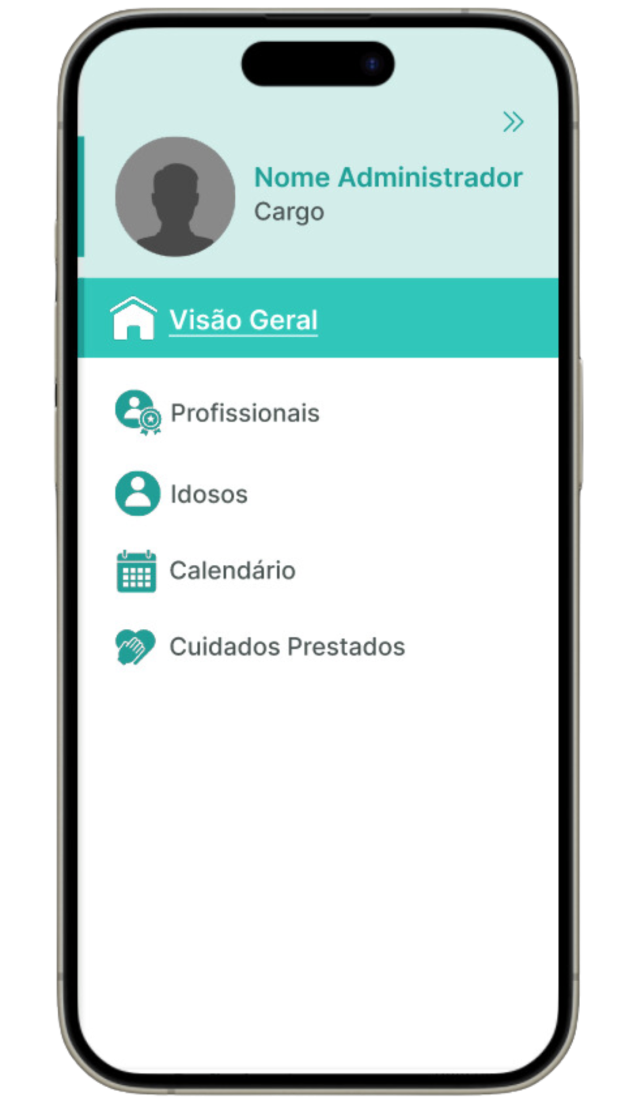 Nome Administrador
Cargo
Visão Geral
Profissionais
Idosos
Calendário
Cuidados Prestados